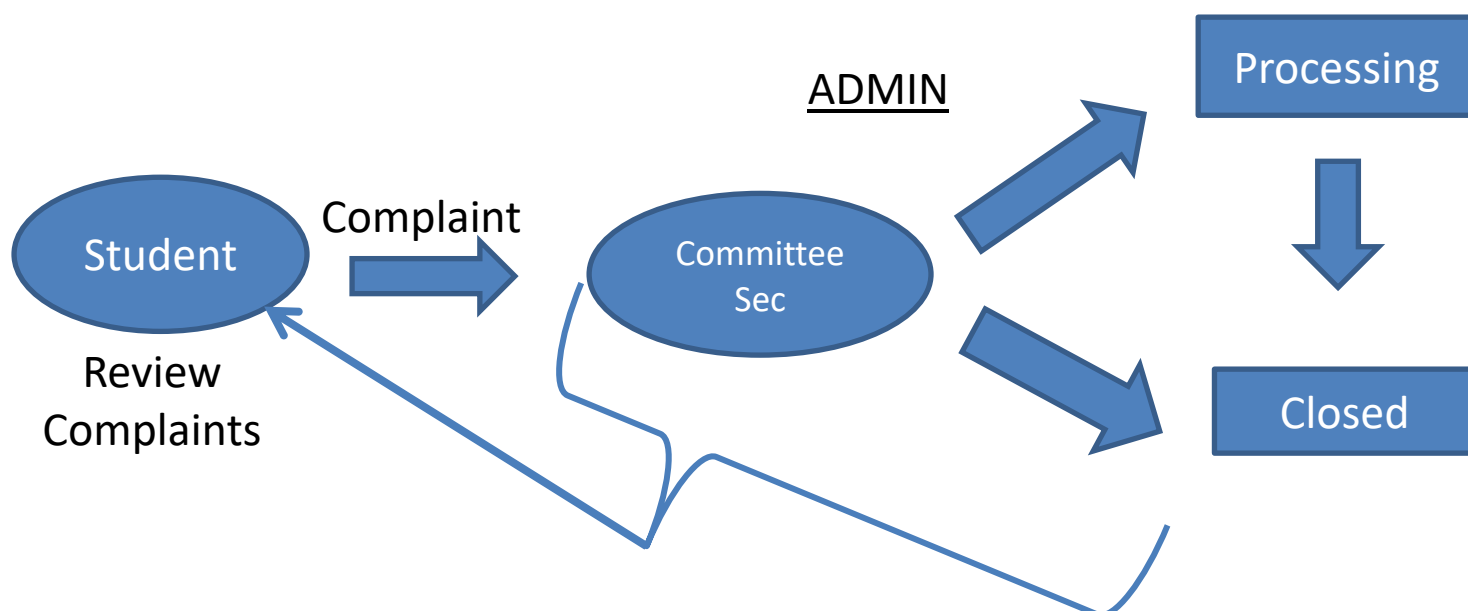 Processing
ADMIN
Complaint
Student
Committee
Sec
Review
Complaints
Closed